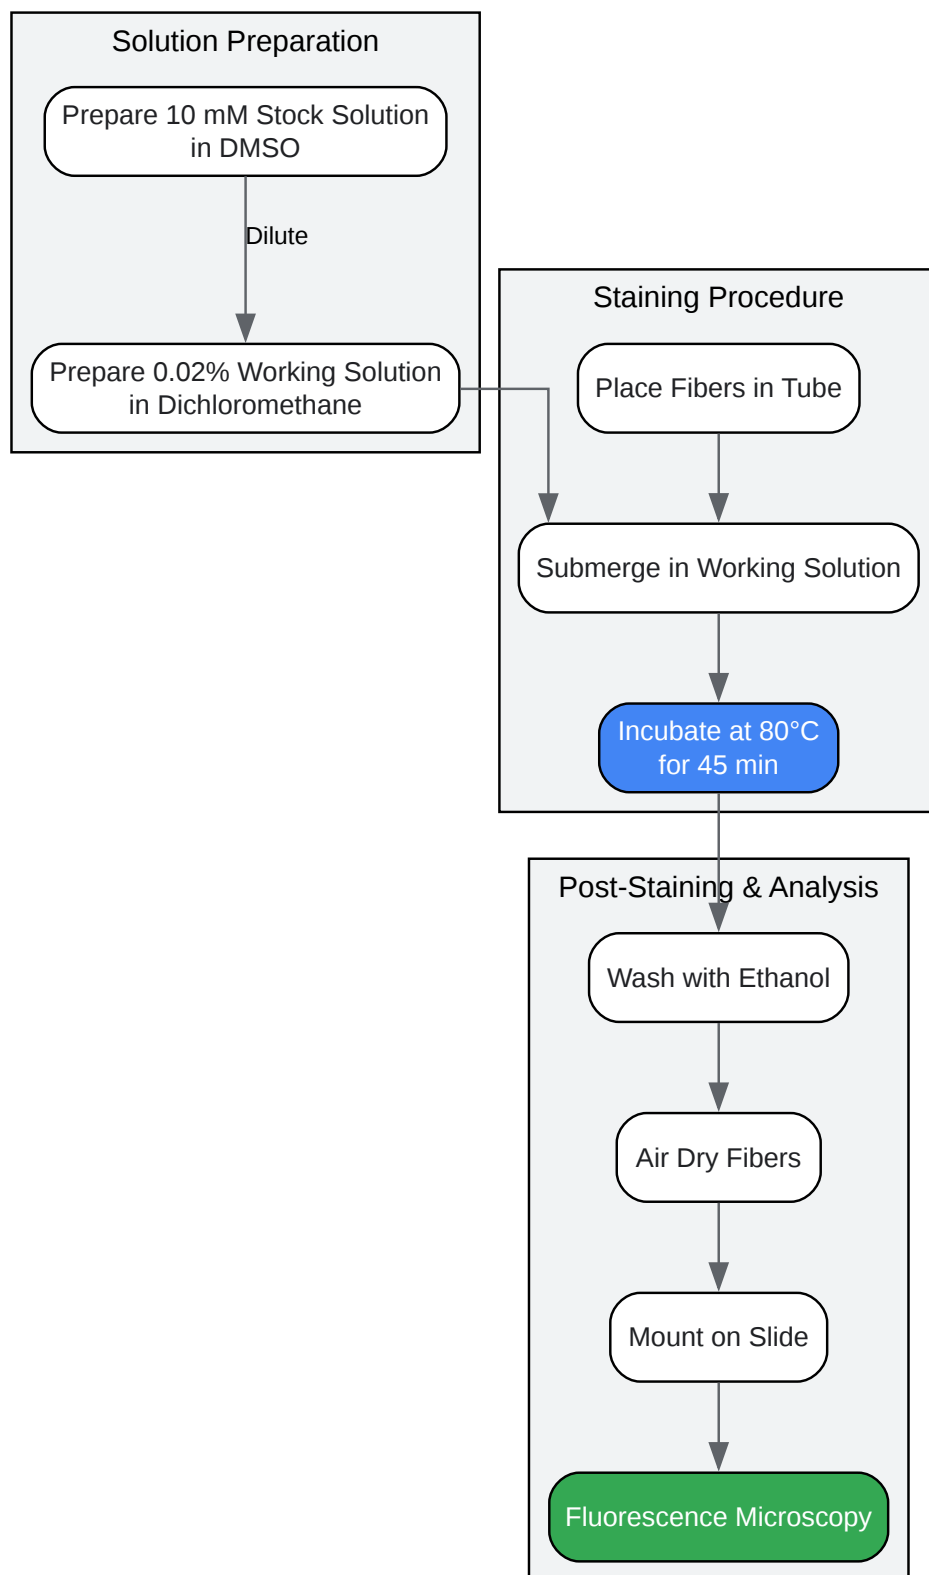 Solution Preparation
Prepare 10 mM Stock Solution
in DMSO
Dilute
Prepare 0.02% Working Solution
in Dichloromethane
Staining Procedure
Place Fibers in Tube
Submerge in Working Solution
Incubate at 80°C
for 45 min
Post-Staining & Analysis
Wash with Ethanol
Air Dry Fibers
Mount on Slide
Fluorescence Microscopy